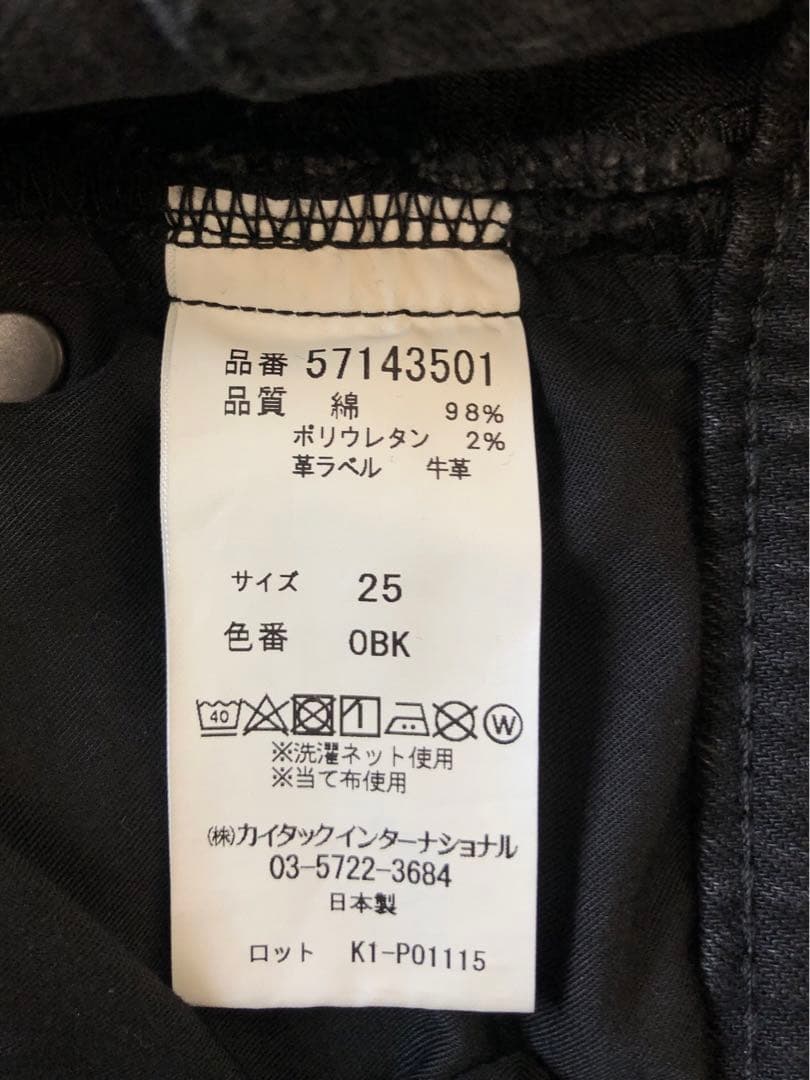 品番 57143501
品質 綿 98%
ポリウレタン 2%
革ラベル 牛革
サイズ 25
色番 OBK
40 W
※洗濯ネット使用
※当て布使用
㈱カイタックインターナショナル
03-5722-3684
日本製
ロット K1-P01115